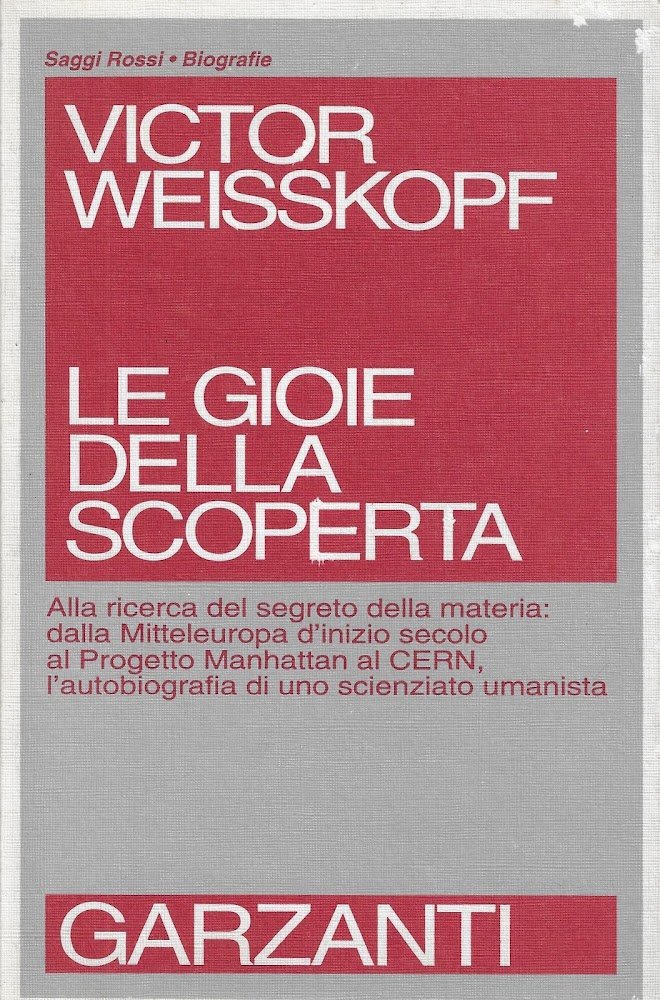 Saggi Rossi • Biografie
VICTOR
WEISSKOPF
LE GIOIE
DELLA
SCOPERTA
Alla ricerca del segreto della materia:
dalla Mitteleuropa d'inizio secolo
al Progetto Manhattan al CERN,
l'autobiografia di uno scienziato umanista
GARZANTI